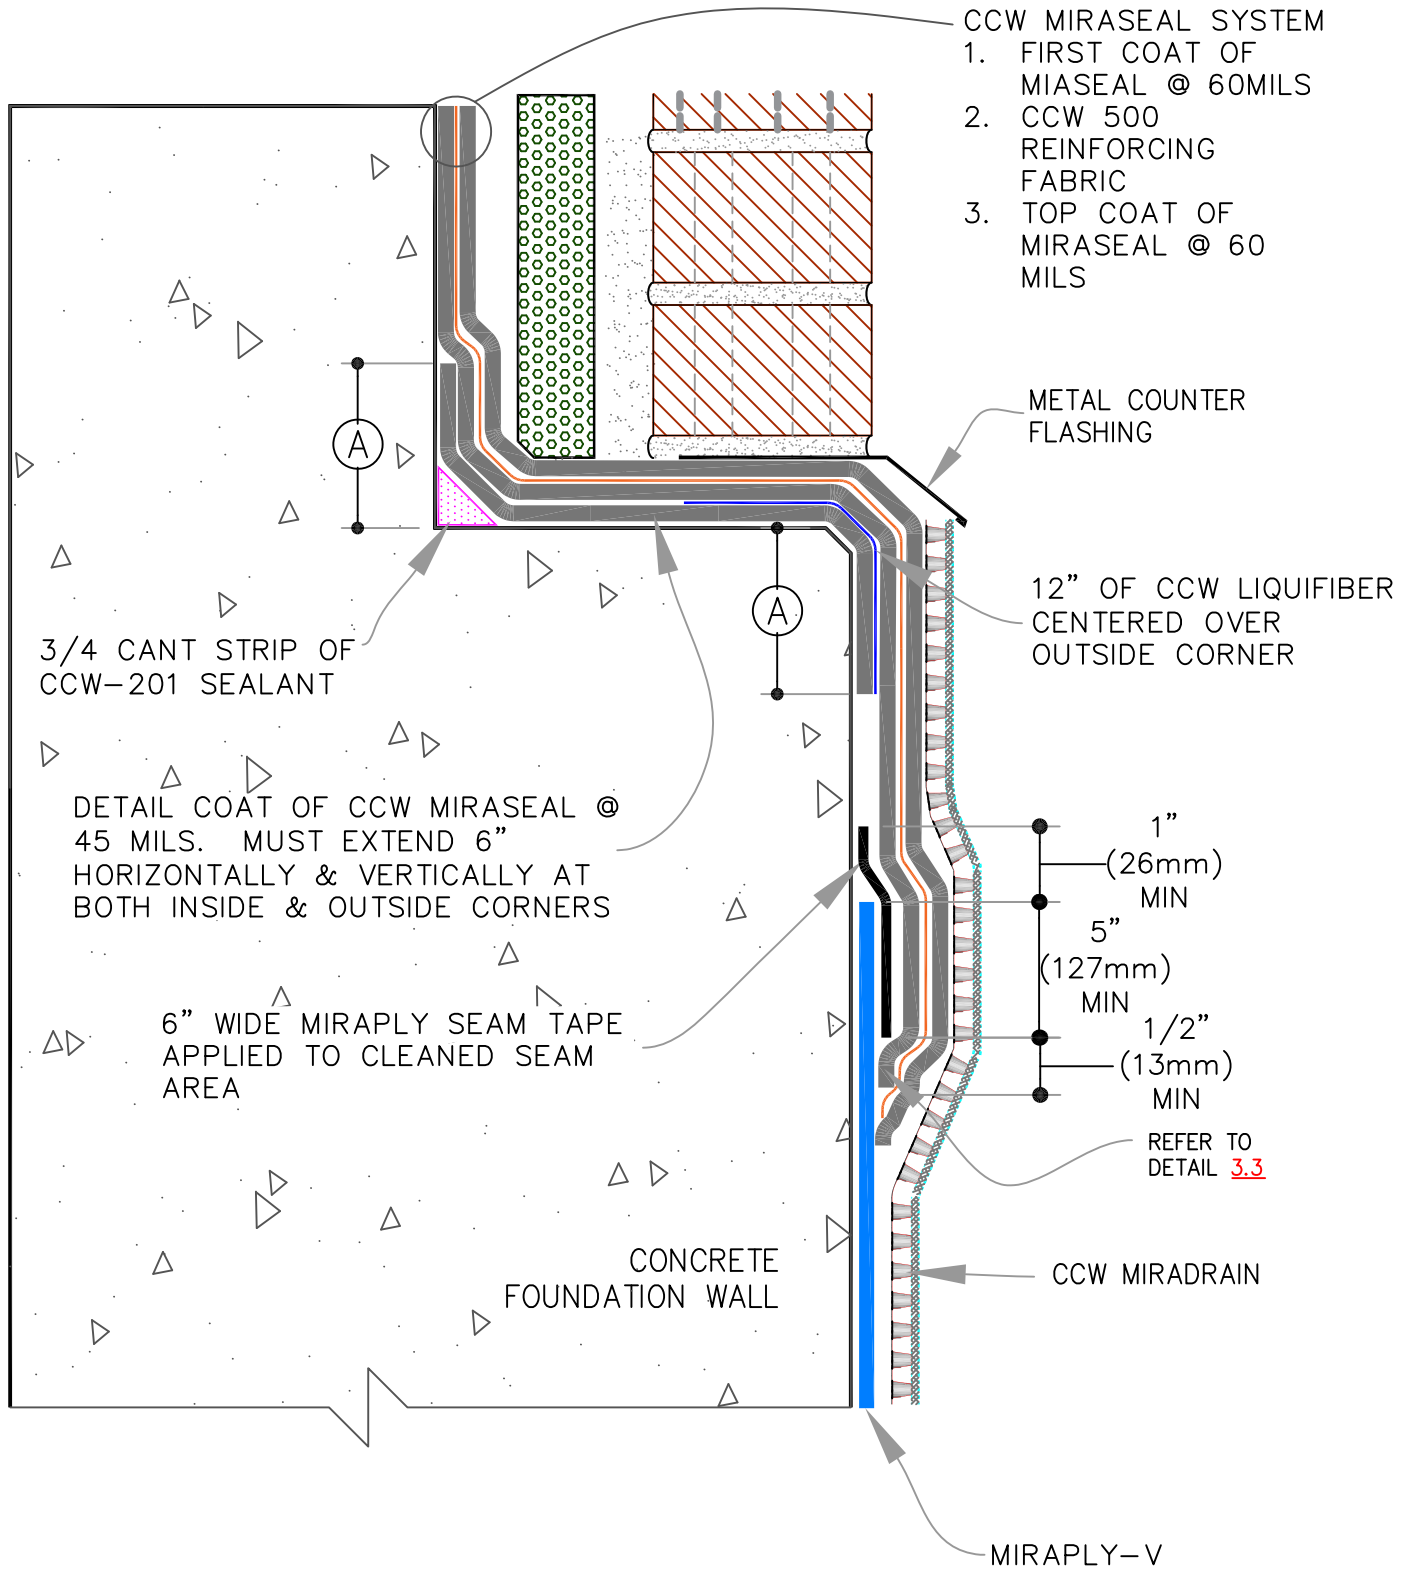 CCW MIRASEAL SYSTEM
1. FIRST COAT OF
MIASEAL @ 60MILS
2. CCW 500
REINFORCING
FABRIC
3. TOP COAT OF
MIRASEAL @ 60
MILS
METAL COUNTER
FLASHING
A
A
12" OF CCW LIQUIFIBER
CENTERED OVER
OUTSIDE CORNER
3/4 CANT STRIP OF
CCW-201 SEALANT
DETAIL COAT OF CCW MIRASEAL @
45 MILS. MUST EXTEND 6"
HORIZONTALLY & VERTICALLY AT
BOTH INSIDE & OUTSIDE CORNERS
1"
(26mm)
MIN
5"
(127mm)
MIN
1/2"
(13mm)
MIN
6" WIDE MIRAPLY SEAM TAPE
APPLIED TO CLEANED SEAM
AREA
REFER TO
DETAIL 3.3
CONCRETE
FOUNDATION WALL
CCW MIRADRAIN
MIRAPLY-V